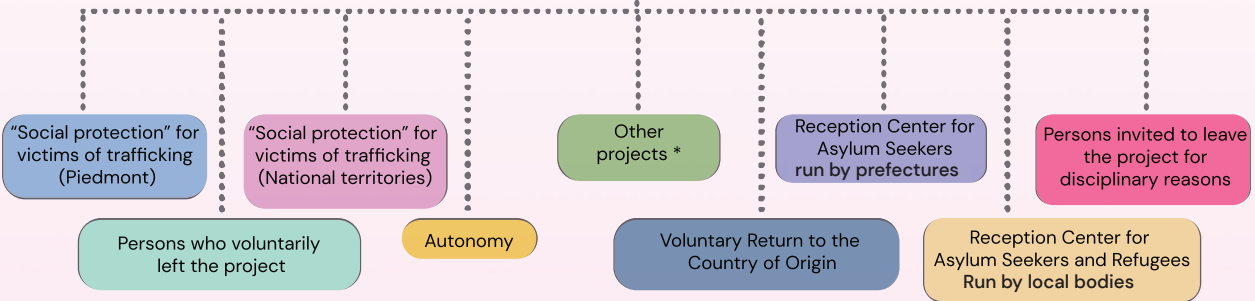 “Social protection” for
victims of trafficking
(Piedmont)
“Social protection” for
victims of trafficking
(National territories)
Other
projects *
Reception Center for
Asylum Seekers
run by prefectures
Persons invited to leave
the project for
disciplinary reasons
Persons who voluntarily
left the project
Autonomy
Voluntary Return to the
Country of Origin
Reception Center for
Asylum Seekers and Refugees
Run by local bodies